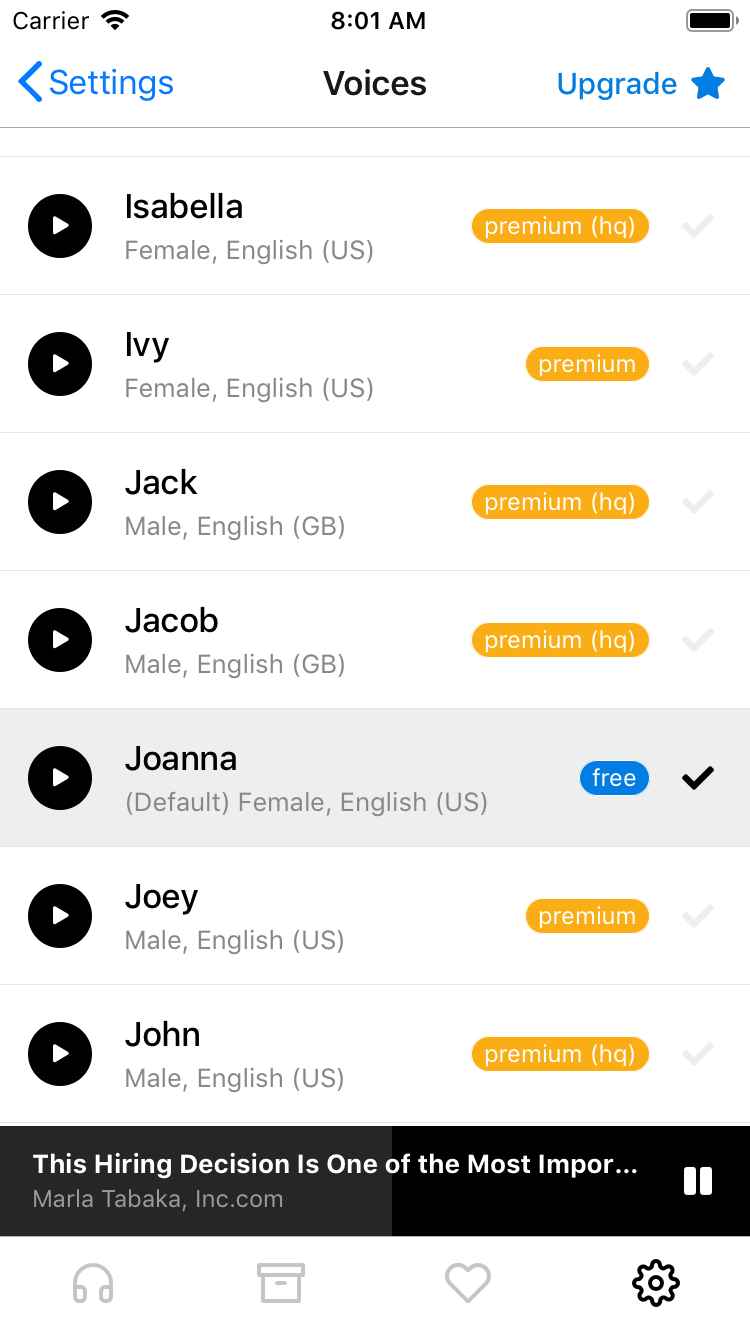 Carrier 8:01 AM
Settings Voices Upgrade
Isabella
Female, English (US)
premium (hq)
Ivy
Female, English (US)
premium
Jack
Male, English (GB)
premium (hq)
Jacob
Male, English (GB)
premium (hq)
Joanna
(Default) Female, English (US)
free
Joey
Male, English (US)
premium
John
Male, English (US)
premium (hq)
This Hiring Decision Is One of the Most Impor...
Marla Tabaka, Inc.com